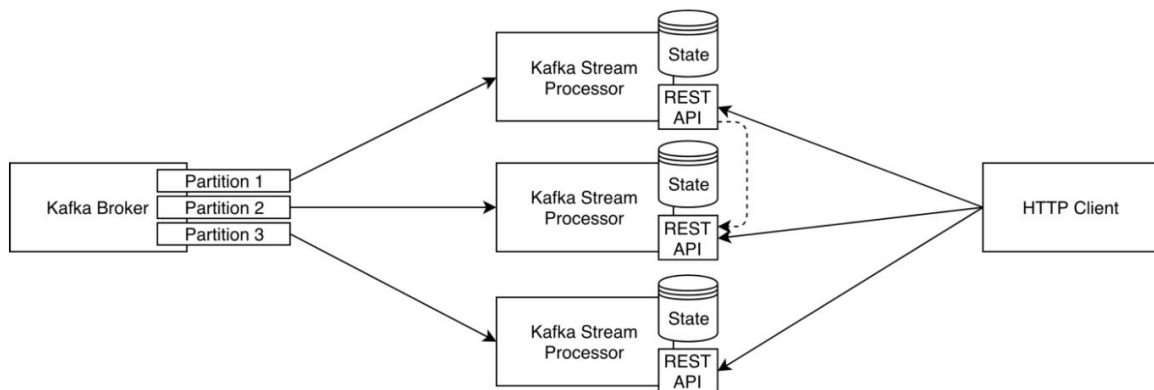 State
Kafka Stream
Processor
REST
API
Kafka Broker
Partition 1
Partition 2
Partition 3
State
Kafka Stream
Processor
REST
API
HTTP Client
State
Kafka Stream
Processor
REST
API